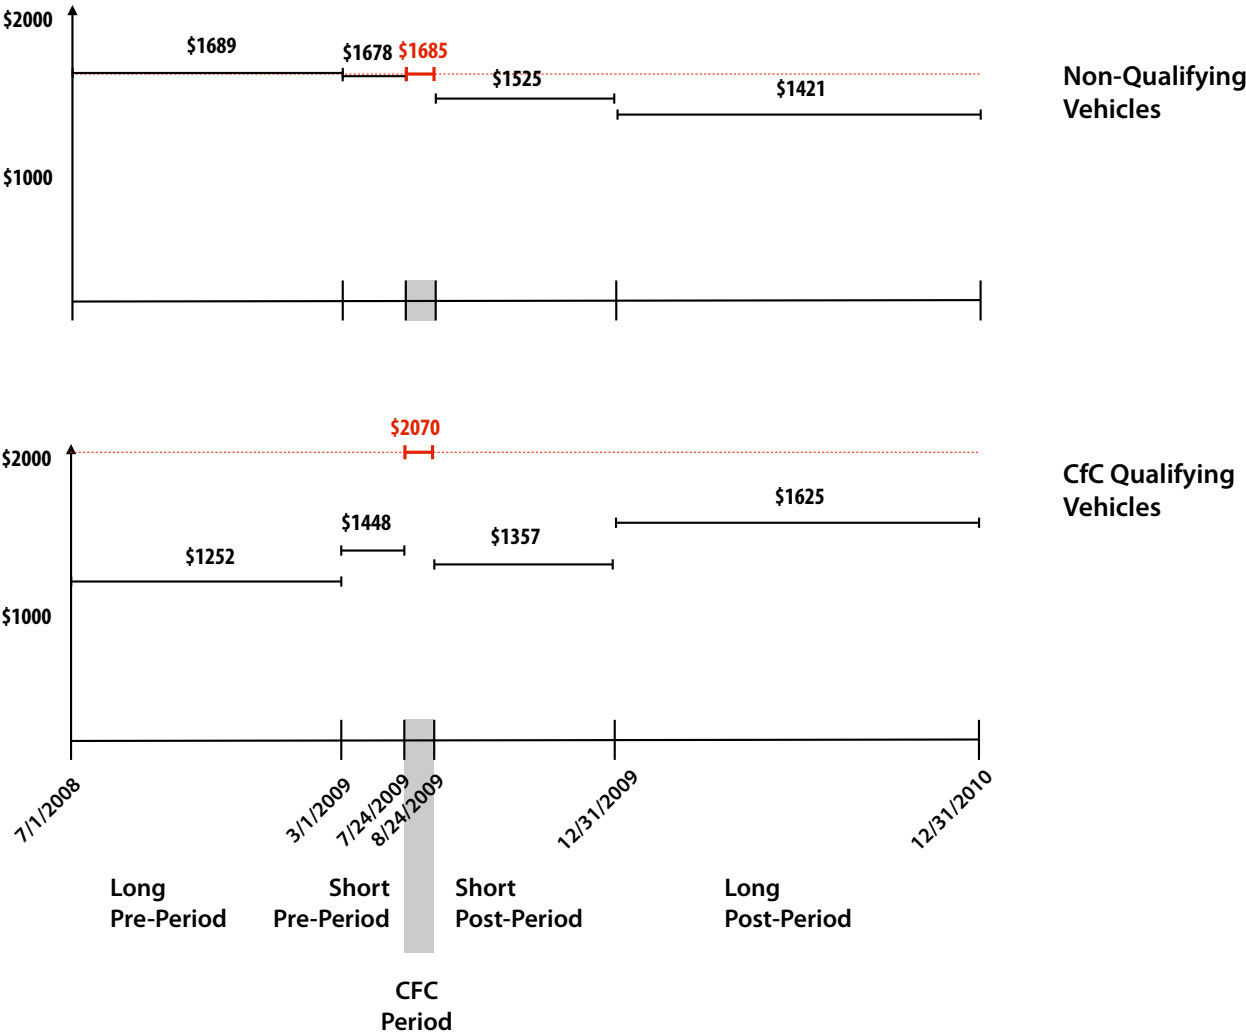 $2000
$1689
$1678
$1685
$1525
$1421
Non-Qualifying
Vehicles
$1000
$2070
$2000
CfC Qualifying
Vehicles
$1625
$1448
$1357
$1252
$1000
7/1/2008
3/1/2009
7/24/2009
8/24/2009
12/31/2009
12/31/2010
Long
Pre-Period
Short
Pre-Period
Short
Post-Period
Long
Post-Period
CFC
Period